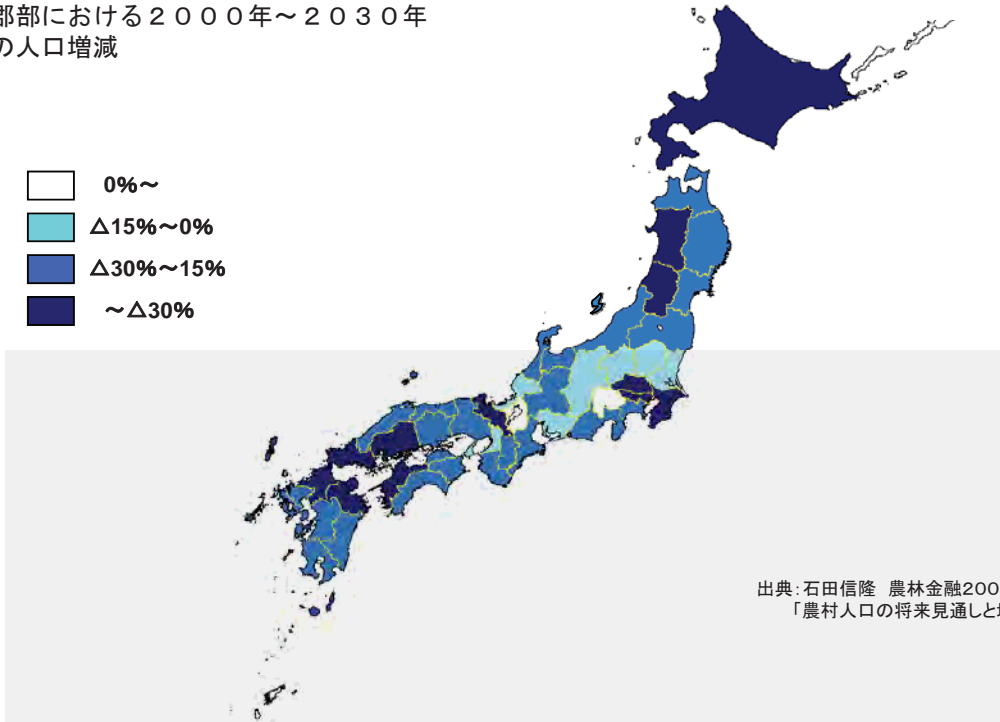 郡部における２０００年～２０３０年
の人口増減
0%～
△15%～0%
△30%～15%
～△30%
出典：石田信隆 農林金融200
「農村人口の将来見通しと